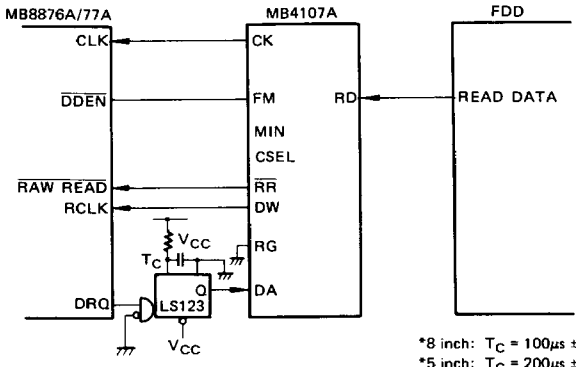 MB8876A/77A MB4107A FDD
CLK CK
DDEN FM RD READ DATA
MIN
CSEL
RAW READ RR
RCLK DW
VCC
TC RG
DRQ LS123 Q DA
VCC
*8 inch: TC = 100μs ±
*5 inch: TC = 200μs ±